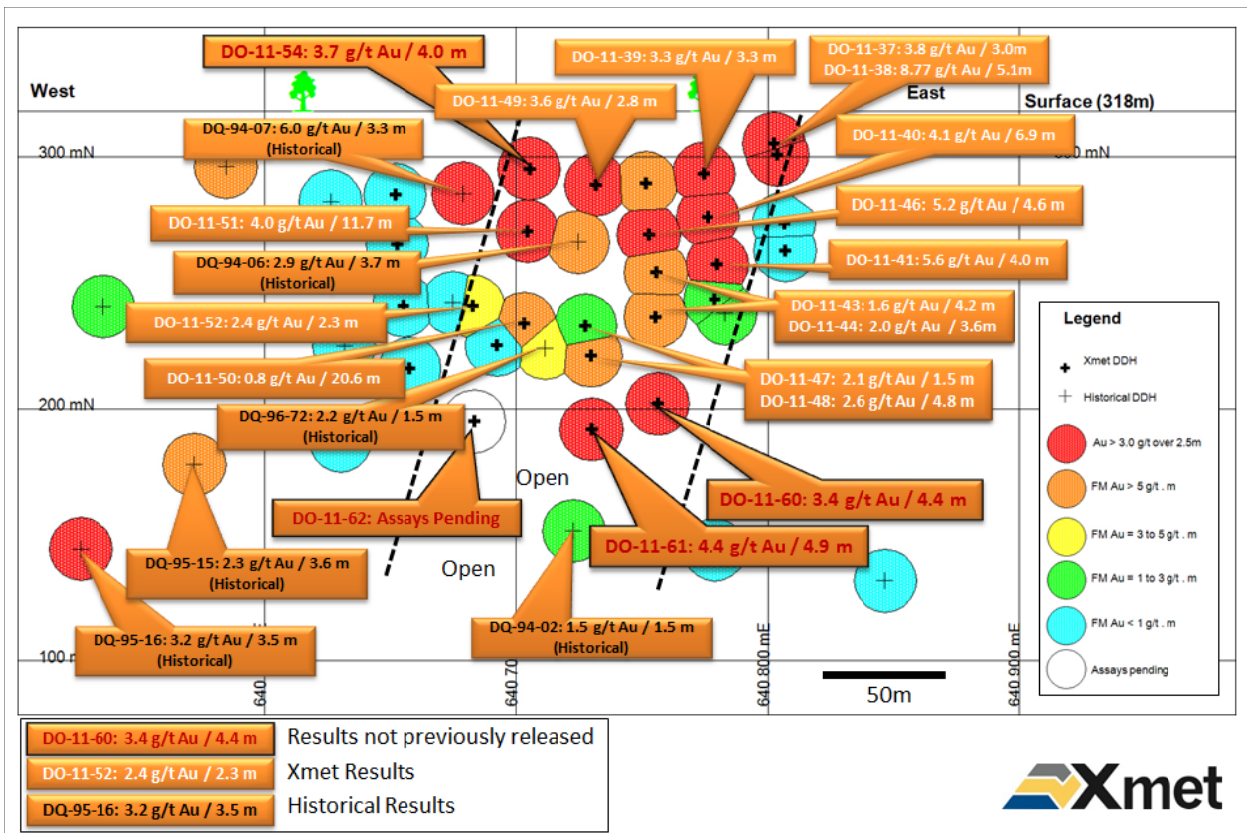 DO-11-54: 3.7 g/t Au / 4.0 m
DO-11-39: 3.3 g/t Au / 3.3 m
DO-11-37: 3.8 g/t Au / 3.0m
DO-11-38: 8.77 g/t Au / 5.1m
West
East
DO-11-49: 3.6 g/t Au / 2.8 m
Surface (318m)
DQ-94-07: 6.0 g/t Au / 3.3 m
(Historical)
DO-11-40: 4.1 g/t Au / 6.9 m
300 mN
DO-11-51: 4.0 g/t Au / 11.7 m
DO-11-46: 5.2 g/t Au / 4.6 m
DQ-94-06: 2.9 g/t Au / 3.7 m
(Historical)
DO-11-41: 5.6 g/t Au / 4.0 m
DO-11-52: 2.4 g/t Au / 2.3 m
DO-11-43: 1.6 g/t Au / 4.2 m
DO-11-44: 2.0 g/t Au / 3.6m
DO-11-50: 0.8 g/t Au / 20.6 m
DO-11-47: 2.1 g/t Au / 1.5 m
DO-11-48: 2.6 g/t Au / 4.8 m
200 mN
DQ-96-72: 2.2 g/t Au / 1.5 m
(Historical)
Open
DO-11-60: 3.4 g/t Au / 4.4 m
DO-11-62: Assays Pending
DO-11-61: 4.4 g/t Au / 4.9 m
Open
DQ-95-15: 2.3 g/t Au / 3.6 m
(Historical)
DQ-95-16: 3.2 g/t Au / 3.5 m
(Historical)
DQ-94-02: 1.5 g/t Au / 1.5 m
(Historical)
100 m
640
640 70
640 800 mE
640 900 mE
50m
Legend
Xmet DDH
Historical DDH
Au > 3.0 g/t over 2.5m
FM Au > 5 g/t . m
FM Au = 3 to 5 g/t . m
FM Au = 1 to 3 g/t . m
FM Au < 1 g/t . m
Assays pending
DO-11-60: 3.4 g/t Au / 4.4 m
Results not previously released
DO-11-52: 2.4 g/t Au / 2.3 m
Xmet Results
DQ-95-16: 3.2 g/t Au / 3.5 m
Historical Results
Xmet